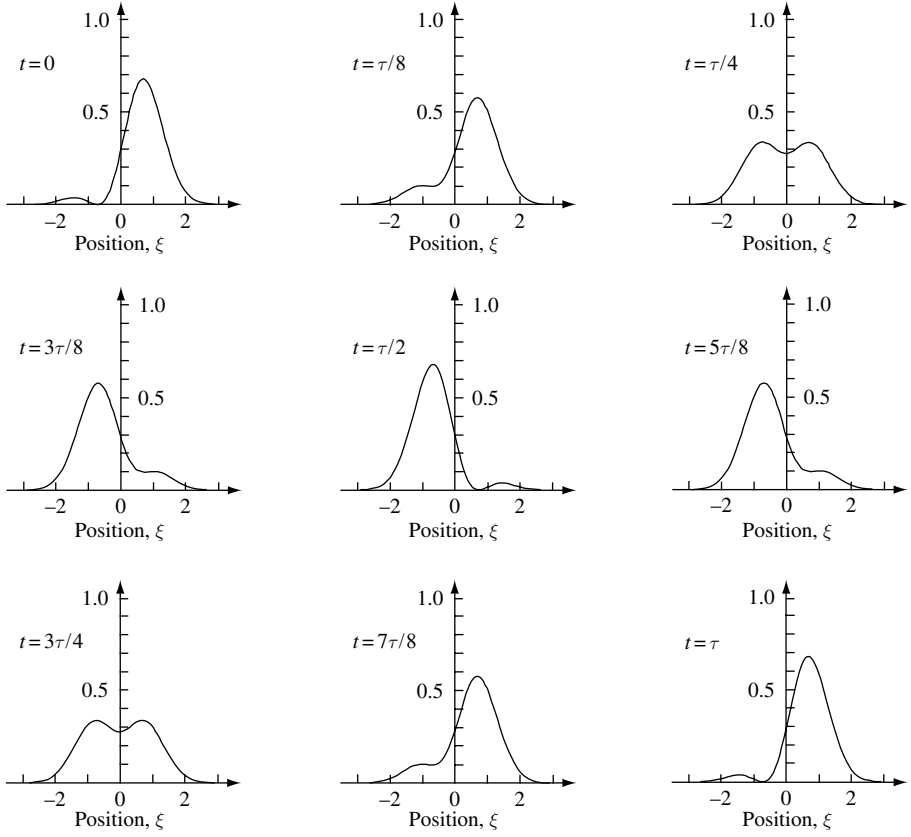 1.0
1.0
1.0
t=0
t=τ/8
t=τ/4
0.5
0.5
0.5
−2 0 2
−2 0 2
−2 0 2
Position, ξ
Position, ξ
Position, ξ
1.0
1.0
1.0
t=3τ/8
t=τ/2
t=5τ/8
0.5
0.5
0.5
−2 0 2
−2 0 2
−2 0 2
Position, ξ
Position, ξ
Position, ξ
1.0
1.0
1.0
t=3τ/4
t=7τ/8
t=τ
0.5
0.5
0.5
−2 0 2
−2 0 2
−2 0 2
Position, ξ
Position, ξ
Position, ξ